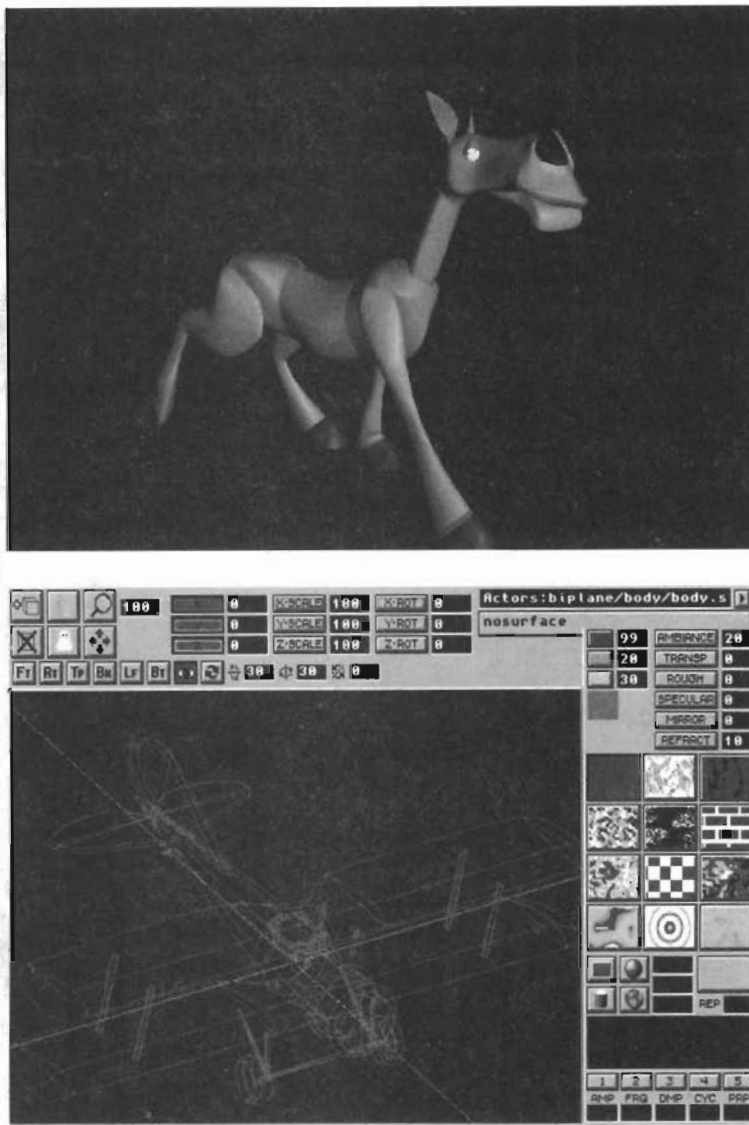 100 X 0 X-SCALE 100 X-ROT 0 Actors:biplane/body/body.s
Y 0 Y-SCALE 100 Y-ROT 0 nosurface
Z 0 Z-SCALE 100 Z-ROT 0
FT RT TP BK LF BT 30 30 0
99 AMBIANCE 20
20 TRANSP 0
30 ROUGH 0
SPECULAR 0
MIRROR 0
REFRACT 10
REP
1 2 3 4 5
AMP FRQ DMP CYC